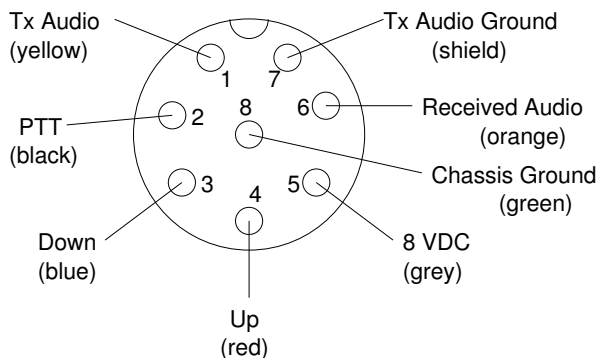 Tx Audio
(yellow)
Tx Audio Ground
(shield)
1
7
8
6
2
Received Audio
(orange)
PTT
(black)
Chassis Ground
(green)
3
5
4
Down
(blue)
8 VDC
(grey)
Up
(red)